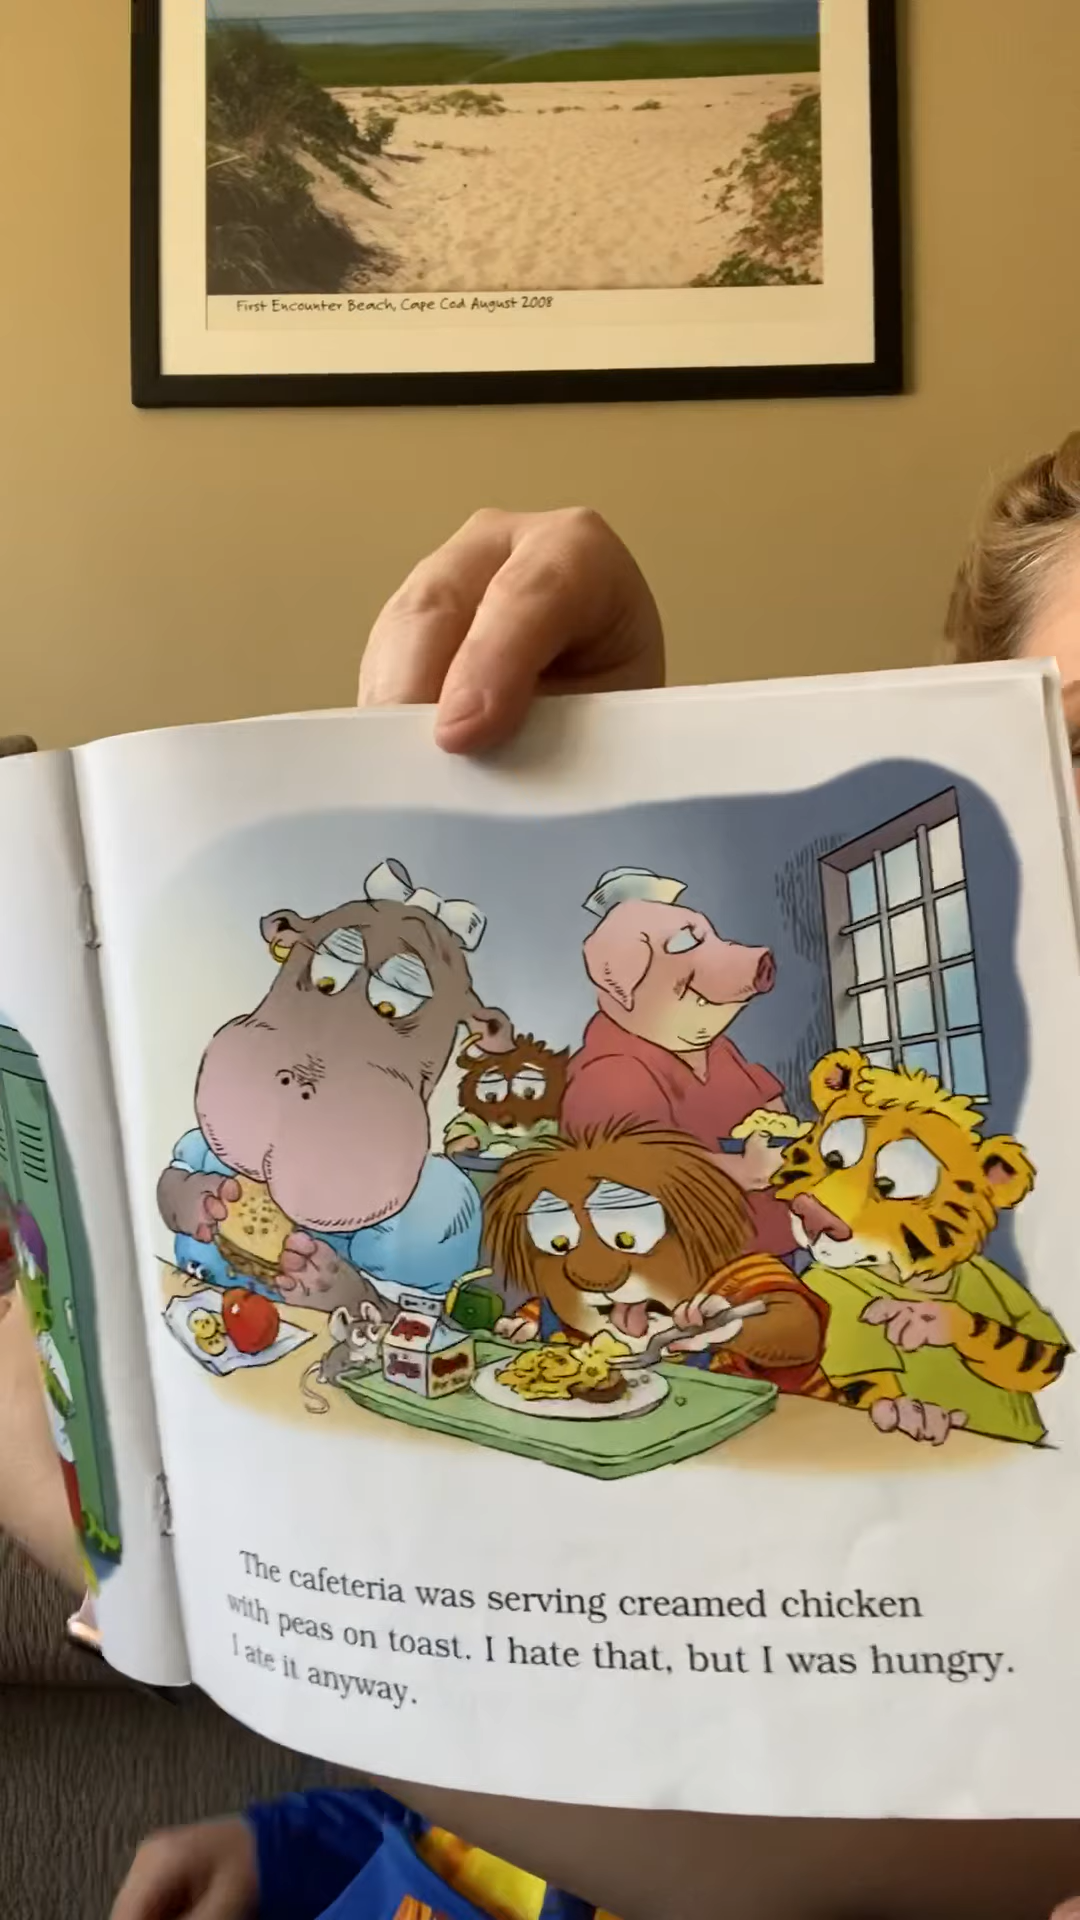 First Encounter Beach, Cape Cod August 2008
The cafeteria was serving creamed chicken
with peas on toast. I hate that, but I was hungry.
I ate it anyway.